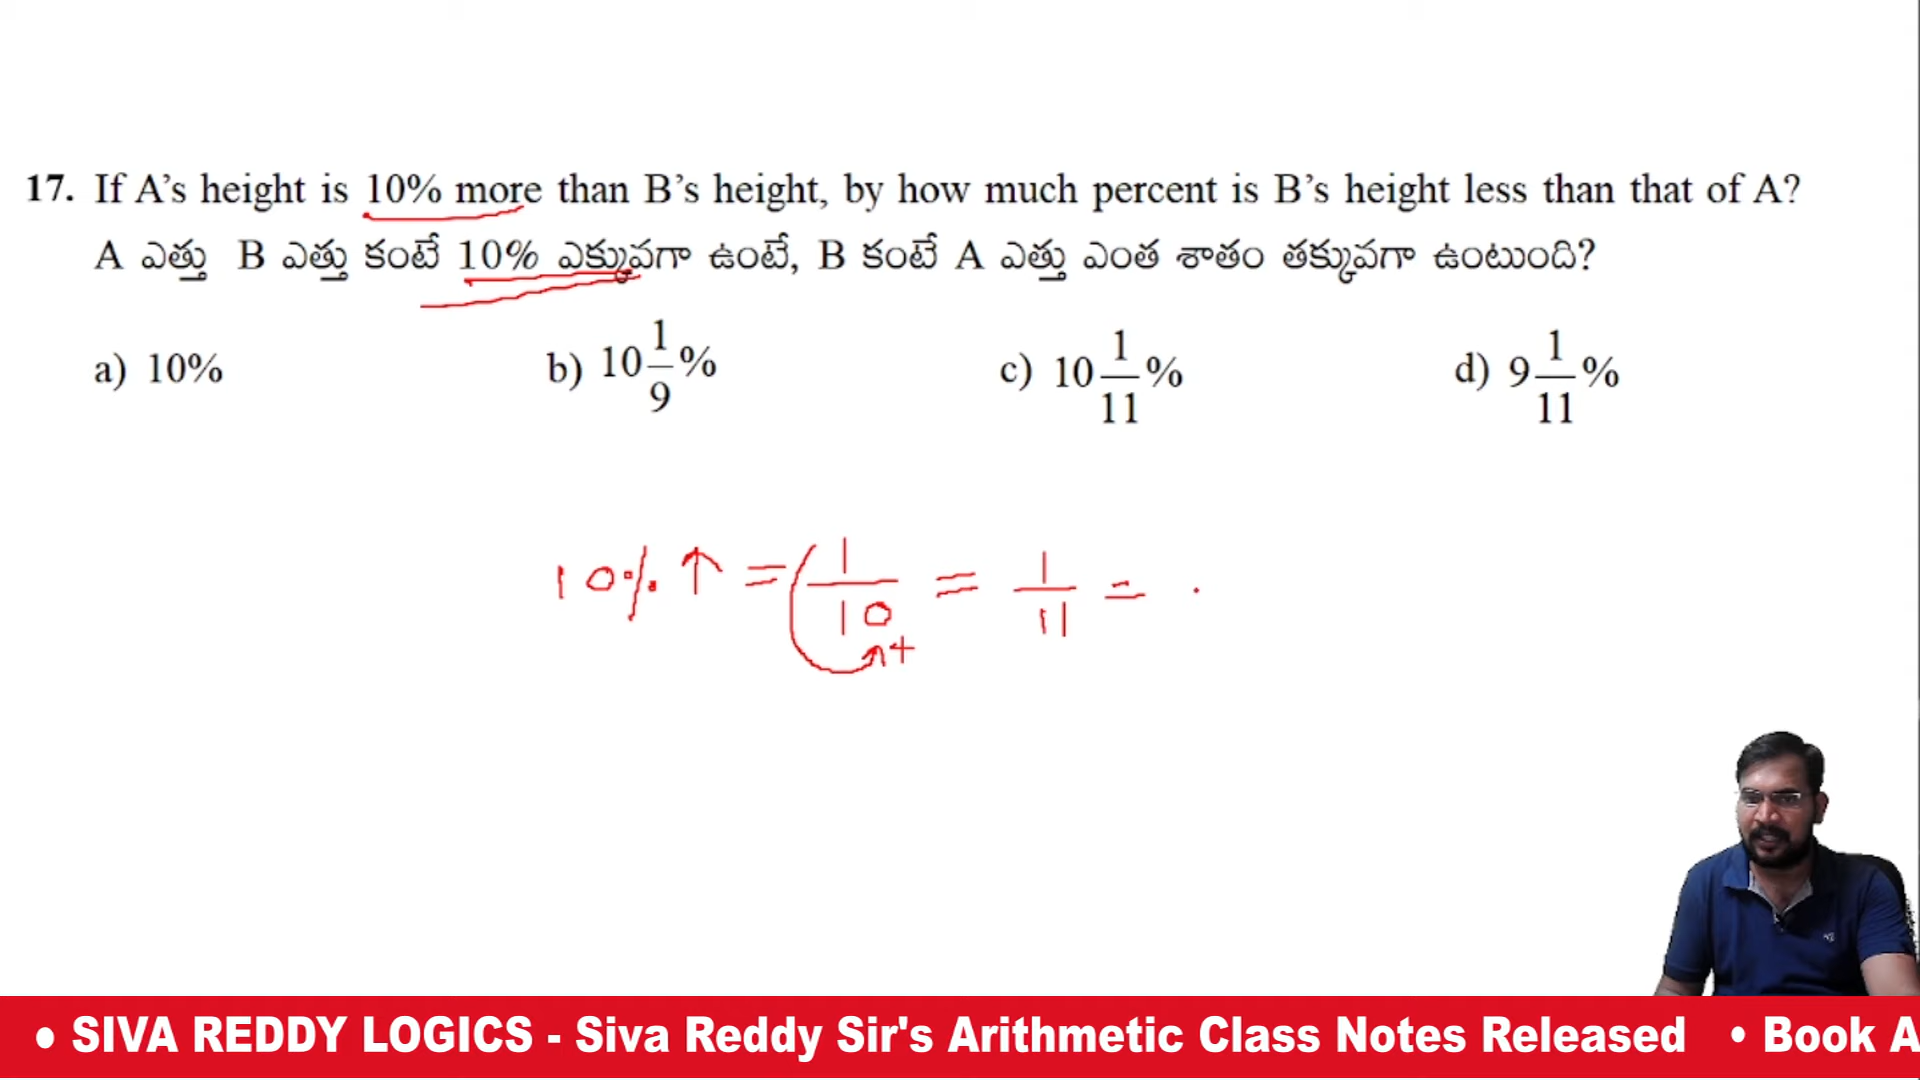 17. If A's height is 10% more than B's height, by how much percent is B's height less than that of A?
A ఎత్తు B ఎత్తు కంటే 10% ఎక్కువగా ఉంటే, B కంటే A ఎత్తు ఎంత శాతం తక్కువగా ఉంటుంది?
a) 10% b) 10 1/9 % c) 10 1/11 % d) 9 1/11 %
10% ↑ = 1/10 + = 1/11 =
• SIVA REDDY LOGICS - Siva Reddy Sir's Arithmetic Class Notes Released • Book A